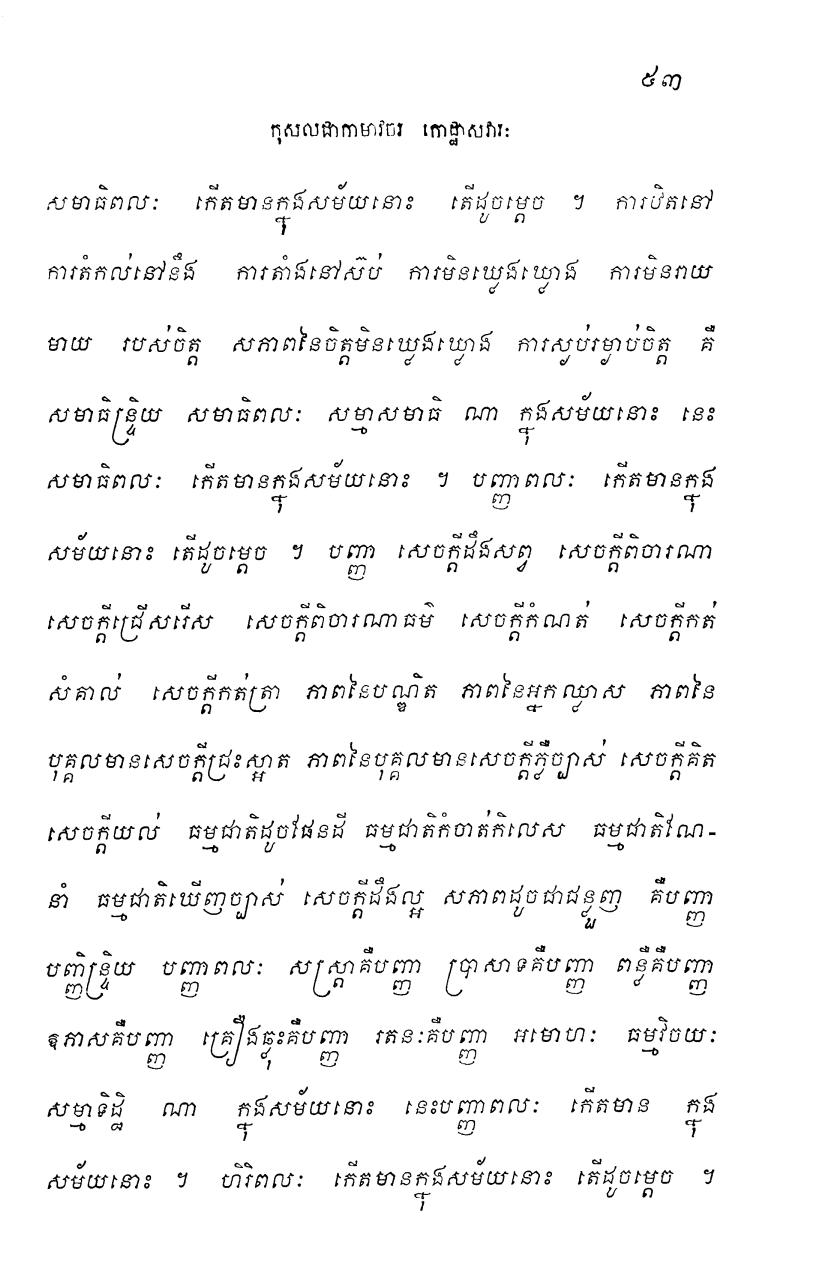 ៥៣
កុសលជាកាមាវចរ កោដ្ឋាសវារៈ
សមាធិពលៈ កើតមានក្នុងសម័យនោះ តើដូចម្តេច ។ ការឋិតនៅ
ការតំកល់នៅនឹង ការតាំងនៅស៊ប់ ការមិនឃ្លេងឃ្លោង ការមិនរាយ
មាយ របស់ចិត្ត សភាពនៃចិត្តមិនឃ្លេងឃ្លោង ការស្ងប់រម្ងាប់ចិត្ត គឺ
សមាធិន្ទ្រិយ សមាធិពលៈ សម្មាសមាធិ ណា ក្នុងសម័យនោះ នេះ
សមាធិពលៈ កើតមានក្នុងសម័យនោះ ។ បញ្ញាពលៈ កើតមានក្នុង
សម័យនោះ តើដូចម្តេច ។ បញ្ញា សេចក្តីដឹងសព្វ សេចក្តីពិចារណា
សេចក្តីជ្រើសរើស សេចក្តីពិចារណាធម៌ សេចក្តីកំណត់ សេចក្តីកត់
សំគាល់ សេចក្តីកត់ត្រា ភាពនៃបណ្ឌិត ភាពនៃអ្នកឈ្លាស ភាពនៃ
បុគ្គលមានសេចក្តីជ្រះស្អាត ភាពនៃបុគ្គលមានសេចក្តីភ្លឺច្បាស់ សេចក្តីគិត
សេចក្តីយល់ ធម្មជាតិដូចផែនដី ធម្មជាតិកំចាត់កិលេស ធម្មជាតិណែ-
នាំ ធម្មជាតិឃើញច្បាស់ សេចក្តីដឹងល្អ សភាពដូចជាជន្លួញ គឺបញ្ញា
បញ្ញិន្ទ្រិយ បញ្ញាពលៈ សស្ត្រាគឺបញ្ញា ប្រាសាទគឺបញ្ញា ពន្លឺគឺបញ្ញា
ឱភាសគឺបញ្ញា គ្រឿងឆ្លុះគឺបញ្ញា រតនៈគឺបញ្ញា អមោហៈ ធម្មវិចយៈ
សម្មាទិដ្ឋិ ណា ក្នុងសម័យនោះ នេះបញ្ញាពលៈ កើតមាន ក្នុង
សម័យនោះ ។ ហិរិពលៈ កើតមានក្នុងសម័យនោះ តើដូចម្តេច ។